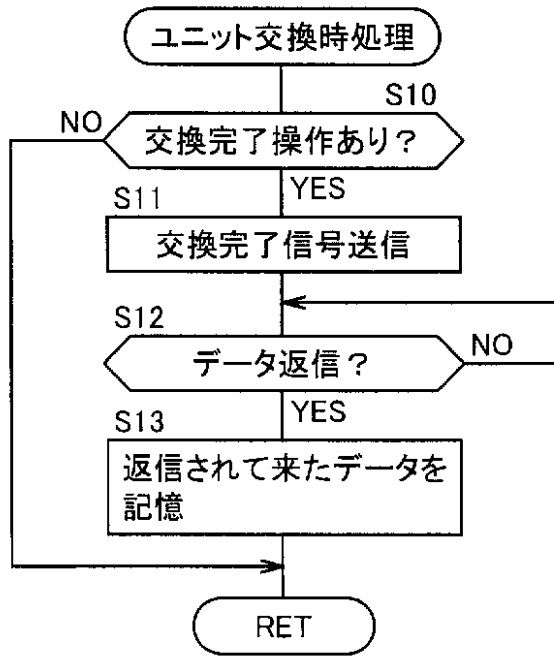 ユニット交換時処理
S10
NO
交換完了操作あり？
YES
S11
交換完了信号送信
S12
データ返信？
NO
YES
S13
返信されて来たデータを
記憶
RET